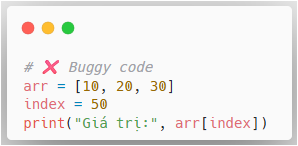 # ❌ Buggy code
arr = [10, 20, 30]
index = 50
print("Giá trị:", arr[index])